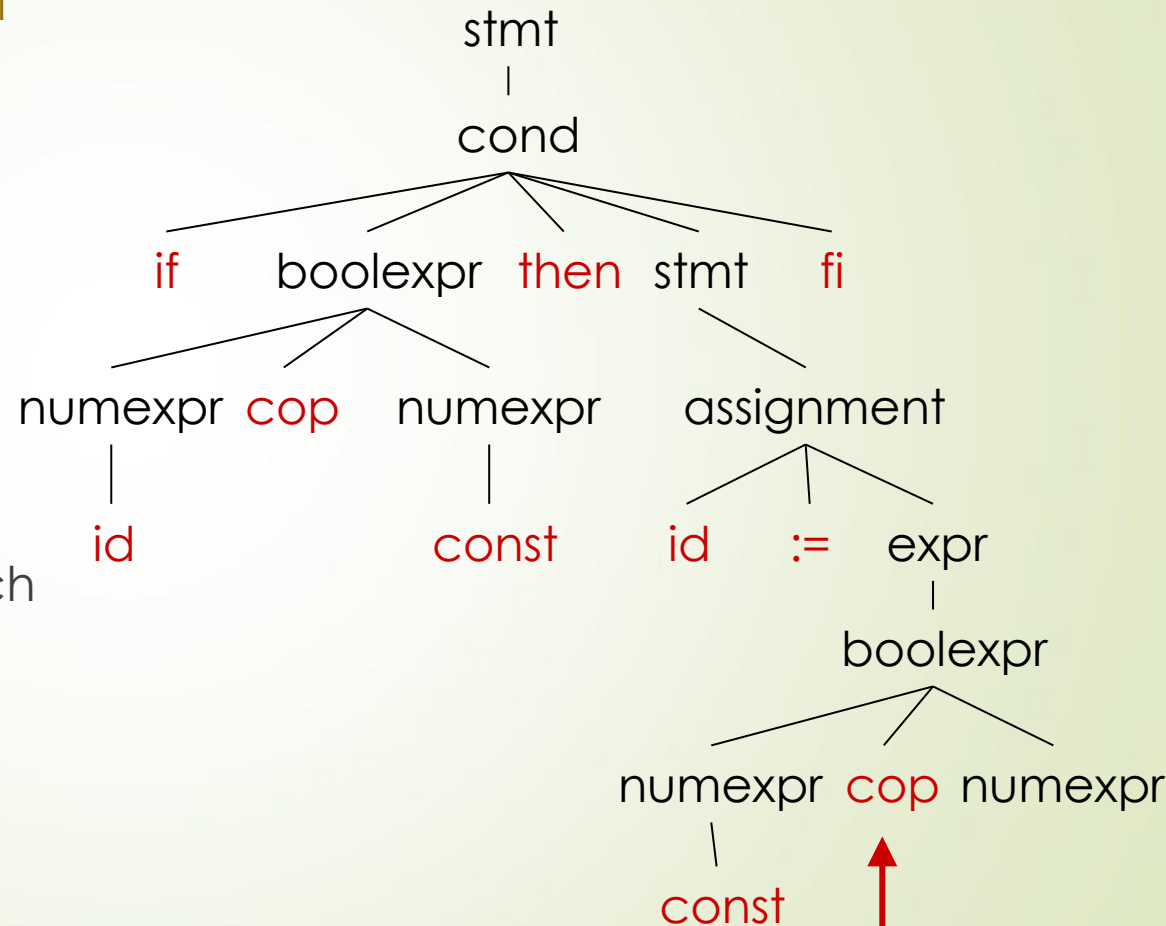 stmt
cond
if boolexpr then stmt fi
numexpr cop numexpr assignment
id const id := expr
ch
boolexpr
numexpr cop numexpr
const